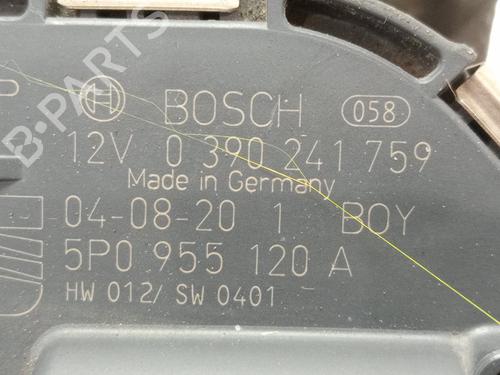 BOSCH 058
12V 0 390 241 759
Made in Germany
04-08-20 1 BOY
5P0 955 120 A
HW 012/ SW 0401
B-PARTS